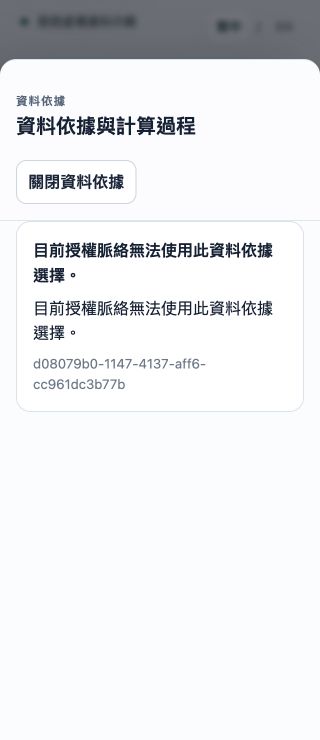 資料依據
資料依據與計算過程
關閉資料依據
目前授權脈絡無法使用此資料依據
選擇。
目前授權脈絡無法使用此資料依據
選擇。
d08079b0-1147-4137-aff6-
cc961dc3b77b